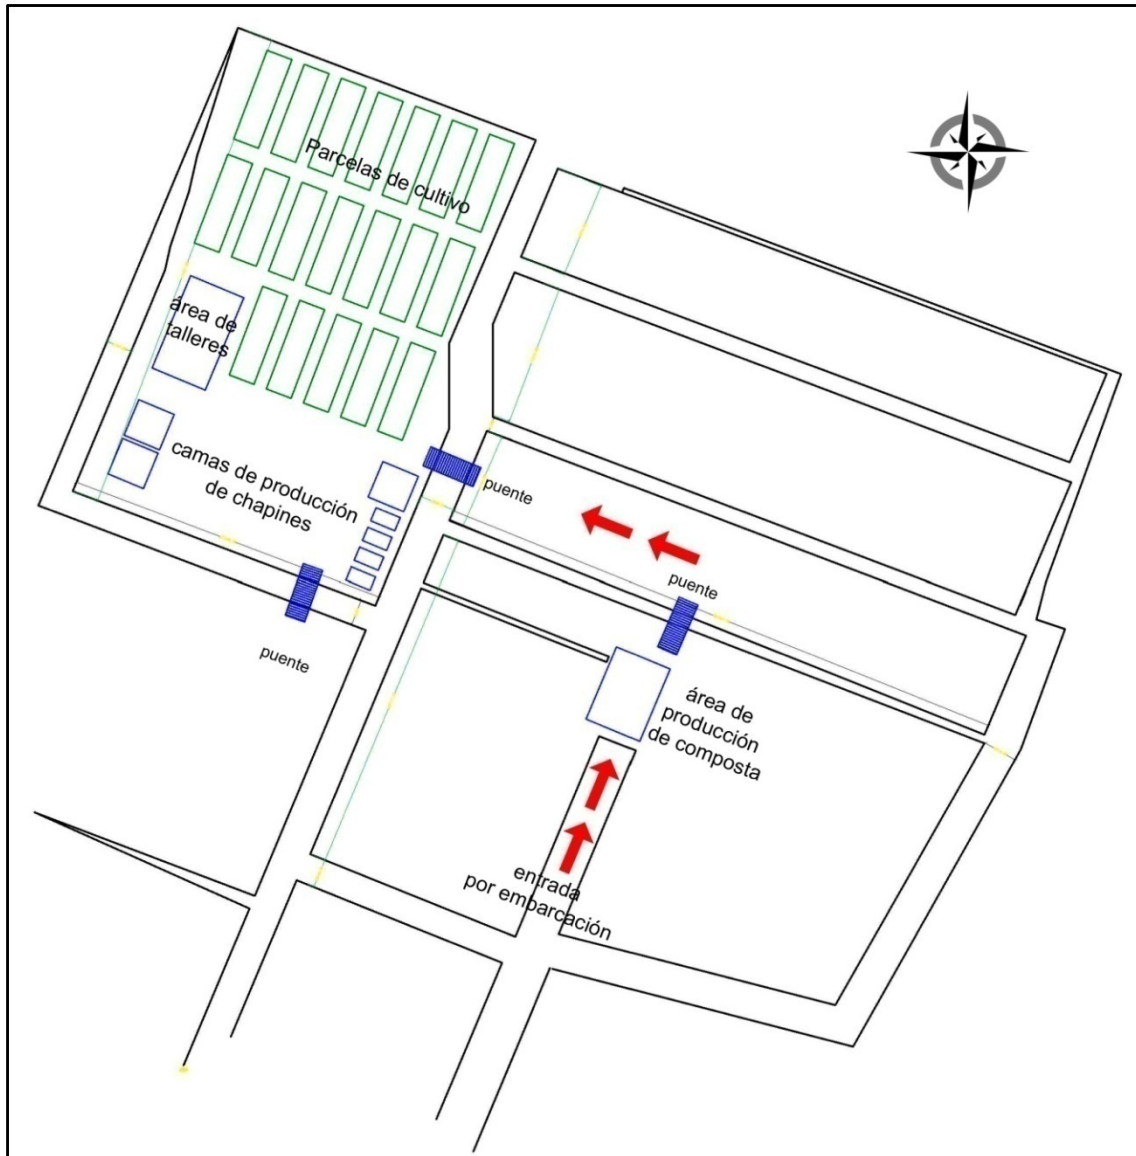 Parcelas de cultivo
área de
talleres
camas de producción
de chapines
puente
puente
puente
área de
producción
de composta
entrada
por embarcación